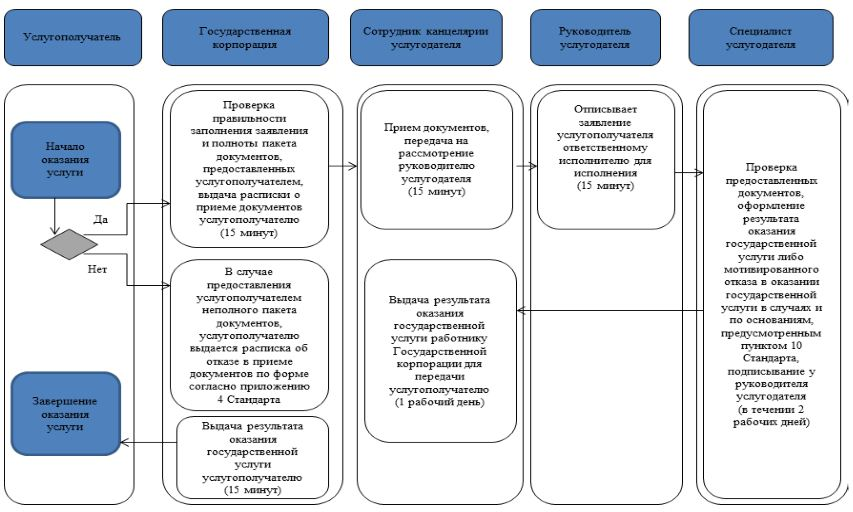 Услугополучатель
Государственная
корпорация
Сотрудник канцелярии
услугодателя
Руководитель
услугодателя
Специалист
услугодателя
Начало
оказания
услуги
Да
Нет
Проверка
правильности
заполнения заявления
и полноты пакета
документов,
предоставленных
услугополучателем,
выдача расписки о
приеме документов
услугополучателю
(15 минут)
Прием документов,
передача на
рассмотрение
руководителю
услугодателя
(15 минут)
Отписывает
заявление
услугополучателя
ответственному
исполнителю для
исполнения
(15 минут)
Проверка
предоставленных
документов,
оформление
результата
оказания
государственной
услуги либо
мотивированного
отказа в оказании
государственной
услуги в случаях и
по основаниям,
предусмотренным
пунктом 10
Стандарта,
подписывание у
руководителя
услугодателя
(в течении 2
рабочих дней)
В случае
предоставления
услугополучателем
неполного пакета
документов,
услугополучателю
выдается расписка об
отказе в приеме
документов по форме
согласно приложению
4 Стандарта
Выдача результата
оказания
государственной
услуги работнику
Государственной
корпорации для
передачи
услугополучателю
(1 рабочий день)
Завершение
оказания
услуги
Выдача результата
оказания
государственной
услуги
услугополучателю
(15 минут)